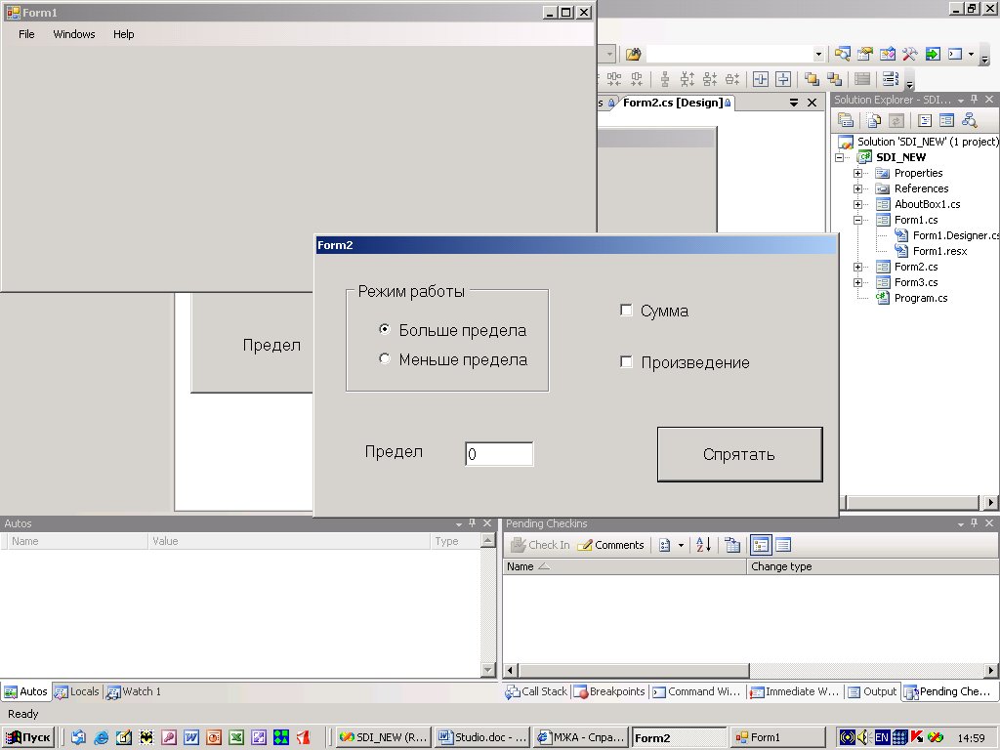 Form1
File Windows Help
s Form2.cs [Design]
Solution Explorer - SDI...
Solution 'SDI_NEW' (1 project)
SDI_NEW
Properties
References
AboutBox1.cs
Form1.cs
Form1.Designer.cs
Form1.resx
Form2.cs
Form3.cs
Program.cs
Предел
Form2
Режим работы
Больше предела
Меньше предела
Сумма
Произведение
Предел
0
Спрятать
Autos
Name Value Type
Pending Checkins
Check In Comments
Name Change type
Autos Locals Watch 1
Call Stack Breakpoints Command Wi... Immediate W... Output Pending Che...
Ready
Пуск SDI_NEW (R... Studio.doc - ... МЖА - Спра... Form2 Form1 EN 14:59